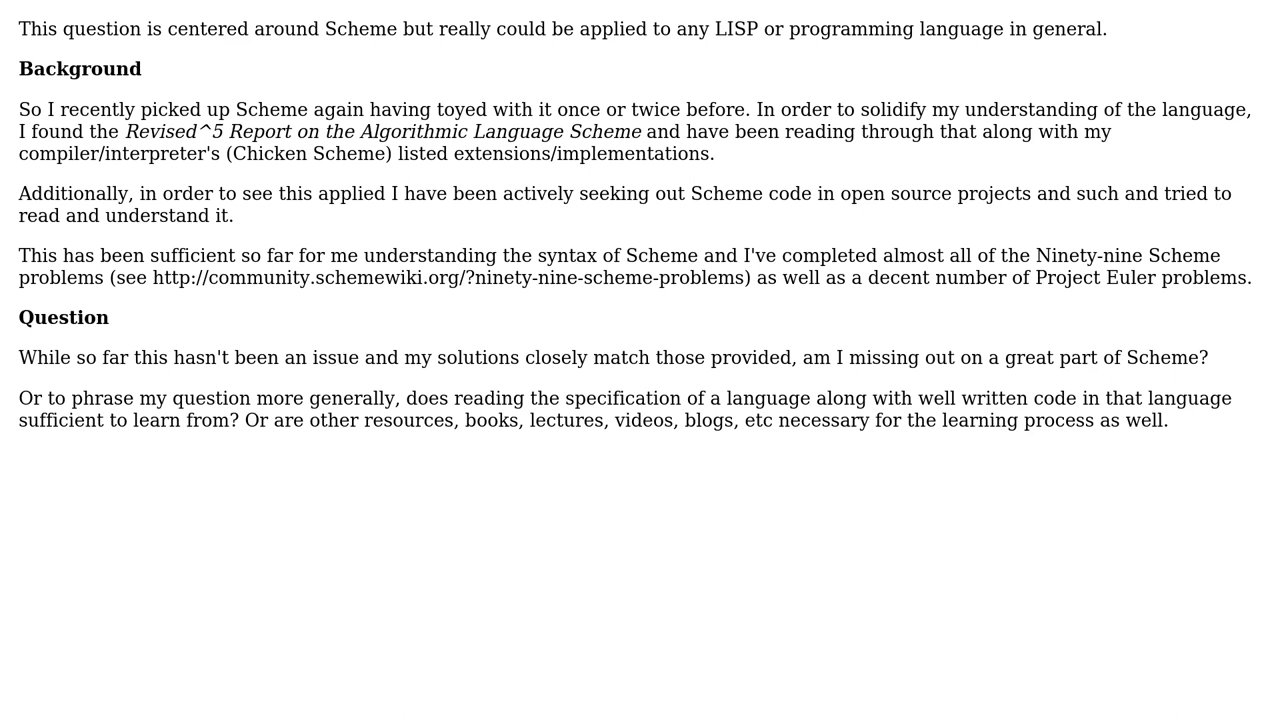 This question is centered around Scheme but really could be applied to any LISP or programming language in general.
Background
So I recently picked up Scheme again having toyed with it once or twice before. In order to solidify my understanding of the language,
I found the Revised^5 Report on the Algorithmic Language Scheme and have been reading through that along with my
compiler/interpreter's (Chicken Scheme) listed extensions/implementations.
Additionally, in order to see this applied I have been actively seeking out Scheme code in open source projects and such and tried to
read and understand it.
This has been sufficient so far for me understanding the syntax of Scheme and I've completed almost all of the Ninety-nine Scheme
problems (see http://community.schemewiki.org/?ninety-nine-scheme-problems) as well as a decent number of Project Euler problems.
Question
While so far this hasn't been an issue and my solutions closely match those provided, am I missing out on a great part of Scheme?
Or to phrase my question more generally, does reading the specification of a language along with well written code in that language
sufficient to learn from? Or are other resources, books, lectures, videos, blogs, etc necessary for the learning process as well.